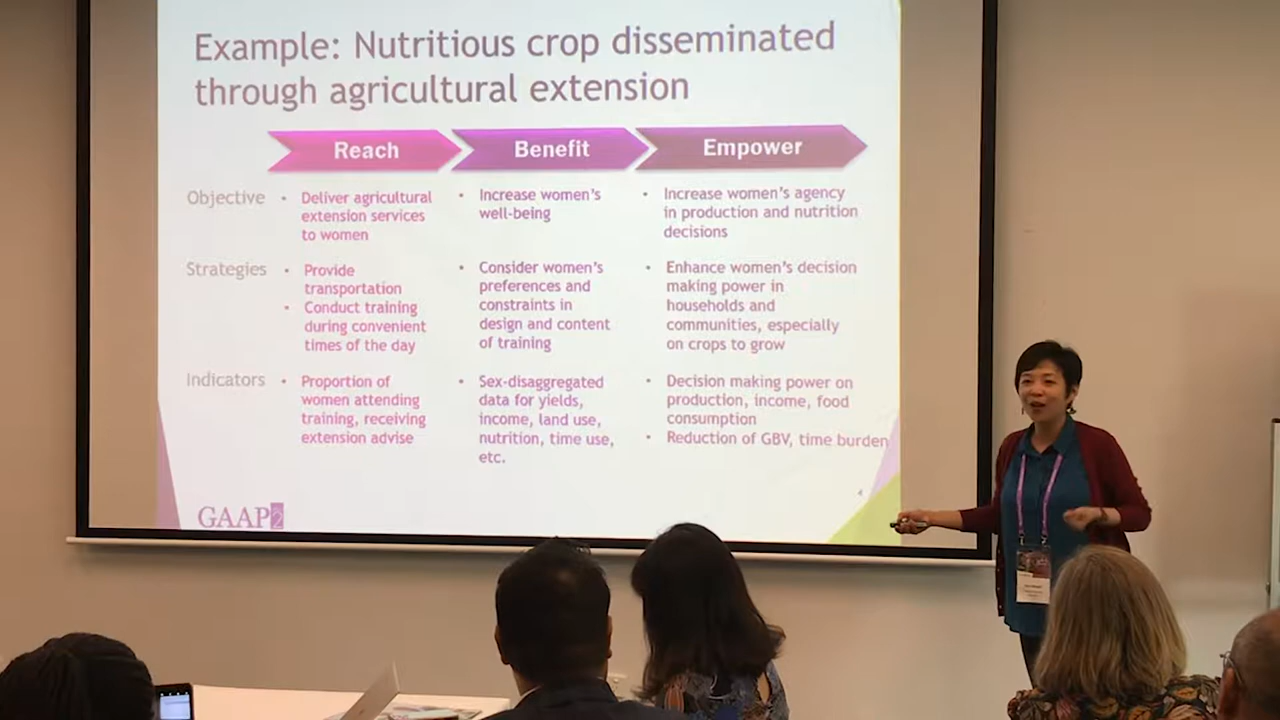 Example: Nutritious crop disseminated
through agricultural extension
Reach
Benefit
Empower
Objective
• Deliver agricultural
extension services
to women
• Increase women's
well-being
• Increase women's agency
in production and nutrition
decisions
Strategies
• Provide
transportation
• Conduct training
during convenient
times of the day
• Consider women's
preferences and
constraints in
design and content
of training
• Enhance women's decision
making power in
households and
communities, especially
on crops to grow
Indicators
• Proportion of
women attending
training, receiving
extension advise
• Sex-disaggregated
data for yields,
income, land use,
nutrition, time use,
etc.
• Decision making power on
production, income, food
consumption
• Reduction of GBV, time burden
GAAP2
4